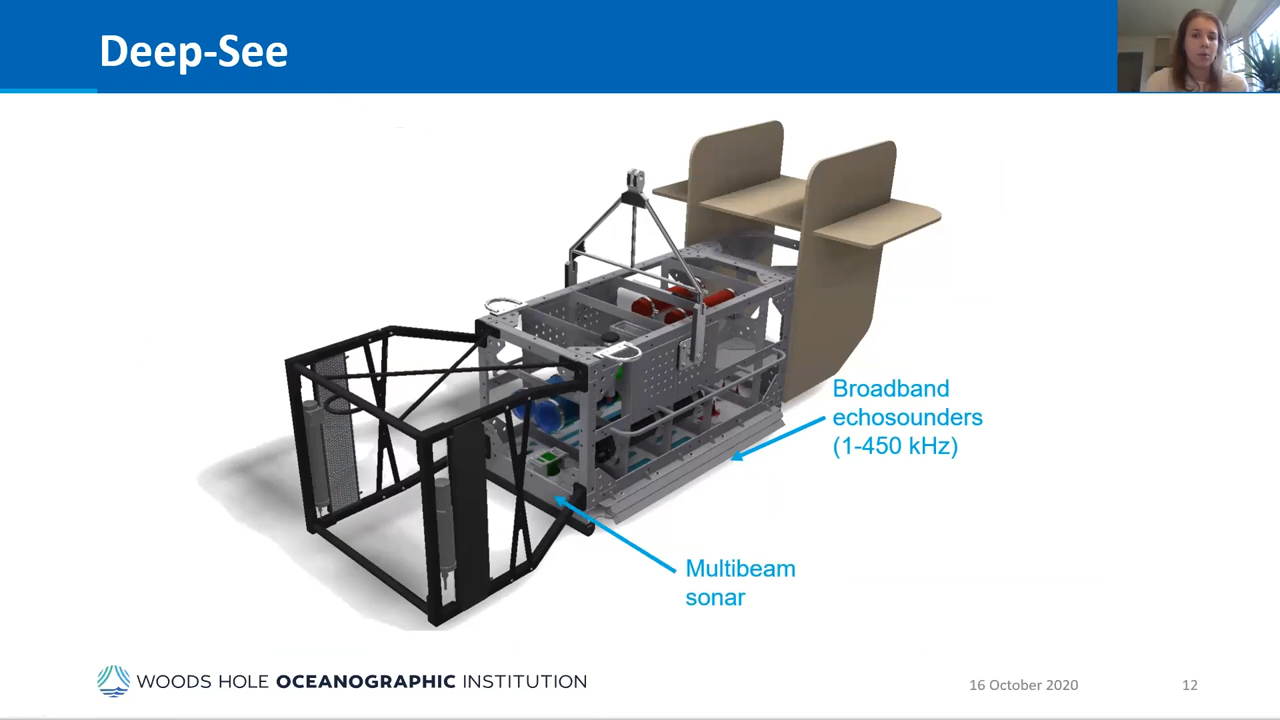 Deep-See
Broadband
echosounders
(1-450 kHz)
Multibeam
sonar
WOODS HOLE OCEANOGRAPHIC INSTITUTION
16 October 2020
12